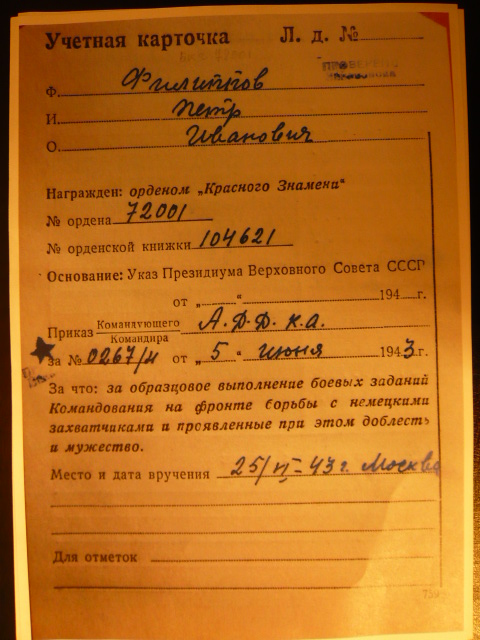 Учетная карточка Л. д. №
ПРОВЕРЕНО
Ф. Филиппов
И. Петр
О. Иванович
Награжден: орденом „Красного Знамени“
№ ордена 72001
№ орденской книжки 104621
Основание: Указ Президиума Верховного Совета СССР
от „ “ 194 г.
Приказ Командующего А.Д.Д. к.а.
Командира
за № 0267/н от „ 5 “ июня 1943 г.
За что: за образцовое выполнение боевых заданий
Командования на фронте борьбы с немецкими
захватчиками и проявленные при этом доблесть
и мужество.
Место и дата вручения 25/VI-43 г. Москва
Для отметок